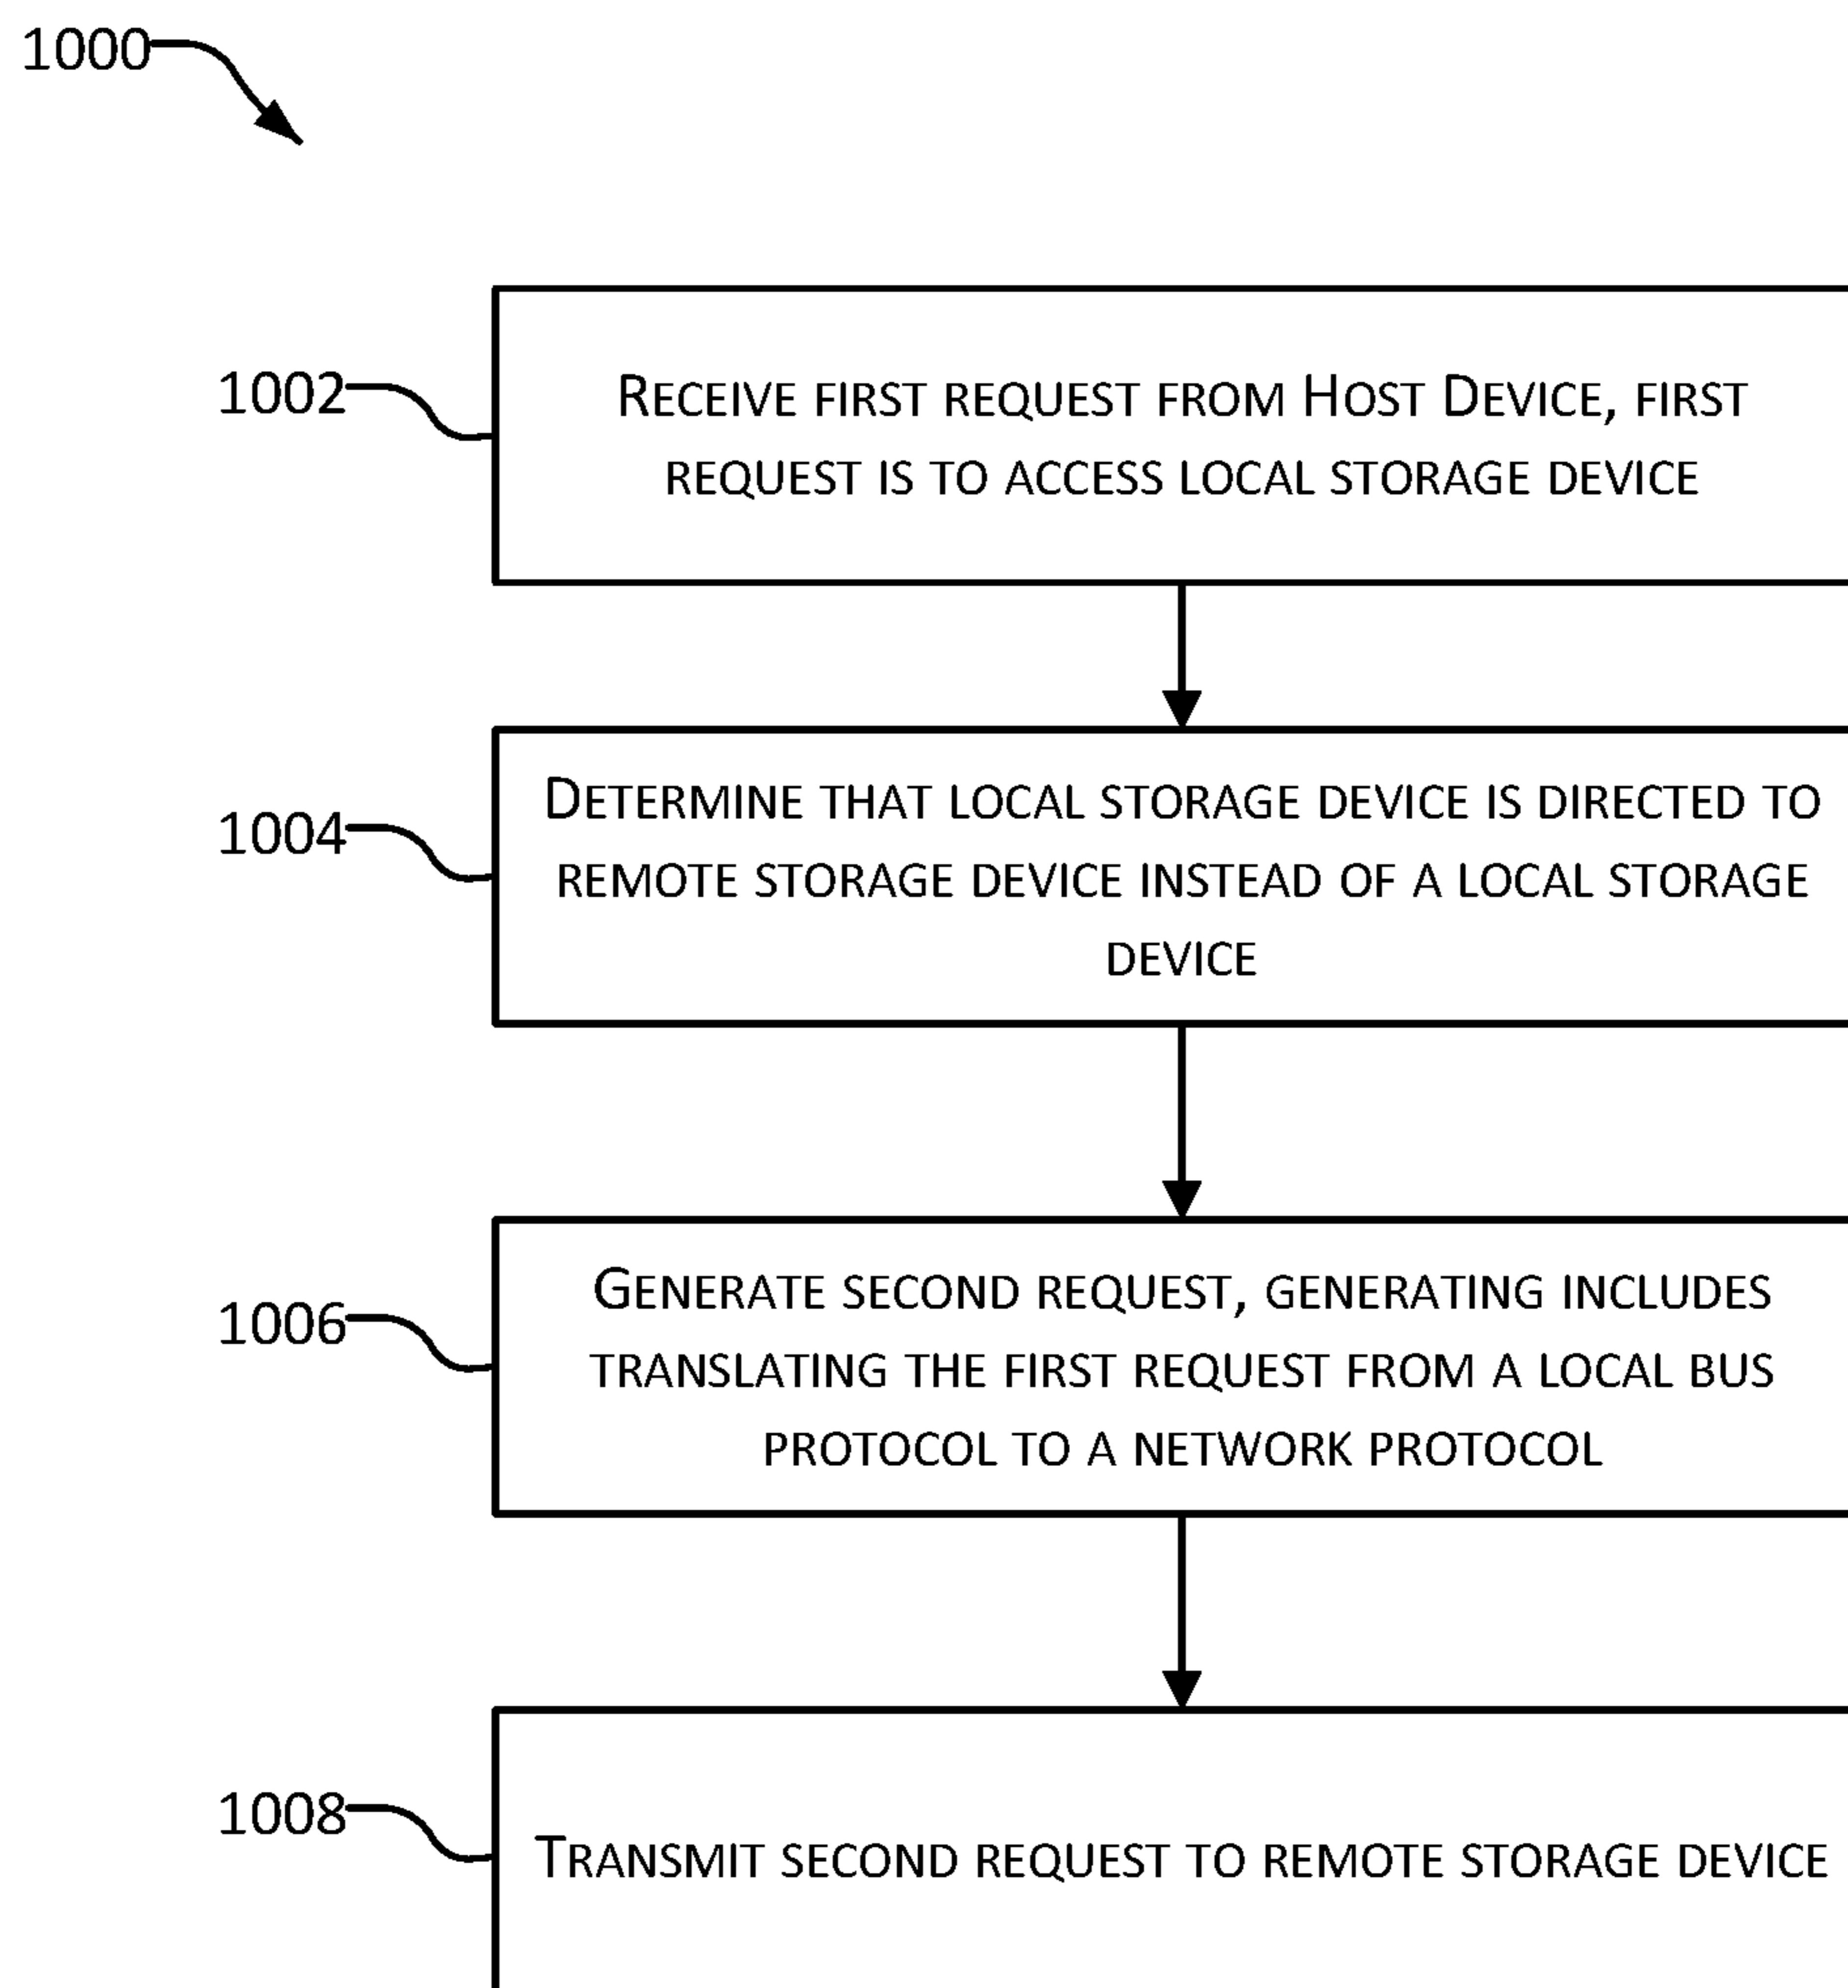 1000
1002
Receive first request from Host Device, first
request is to access local storage device
1004
Determine that local storage device is directed to
remote storage device instead of a local storage
device
1006
Generate second request, generating includes
translating the first request from a local bus
protocol to a network protocol
1008
Transmit second request to remote storage device